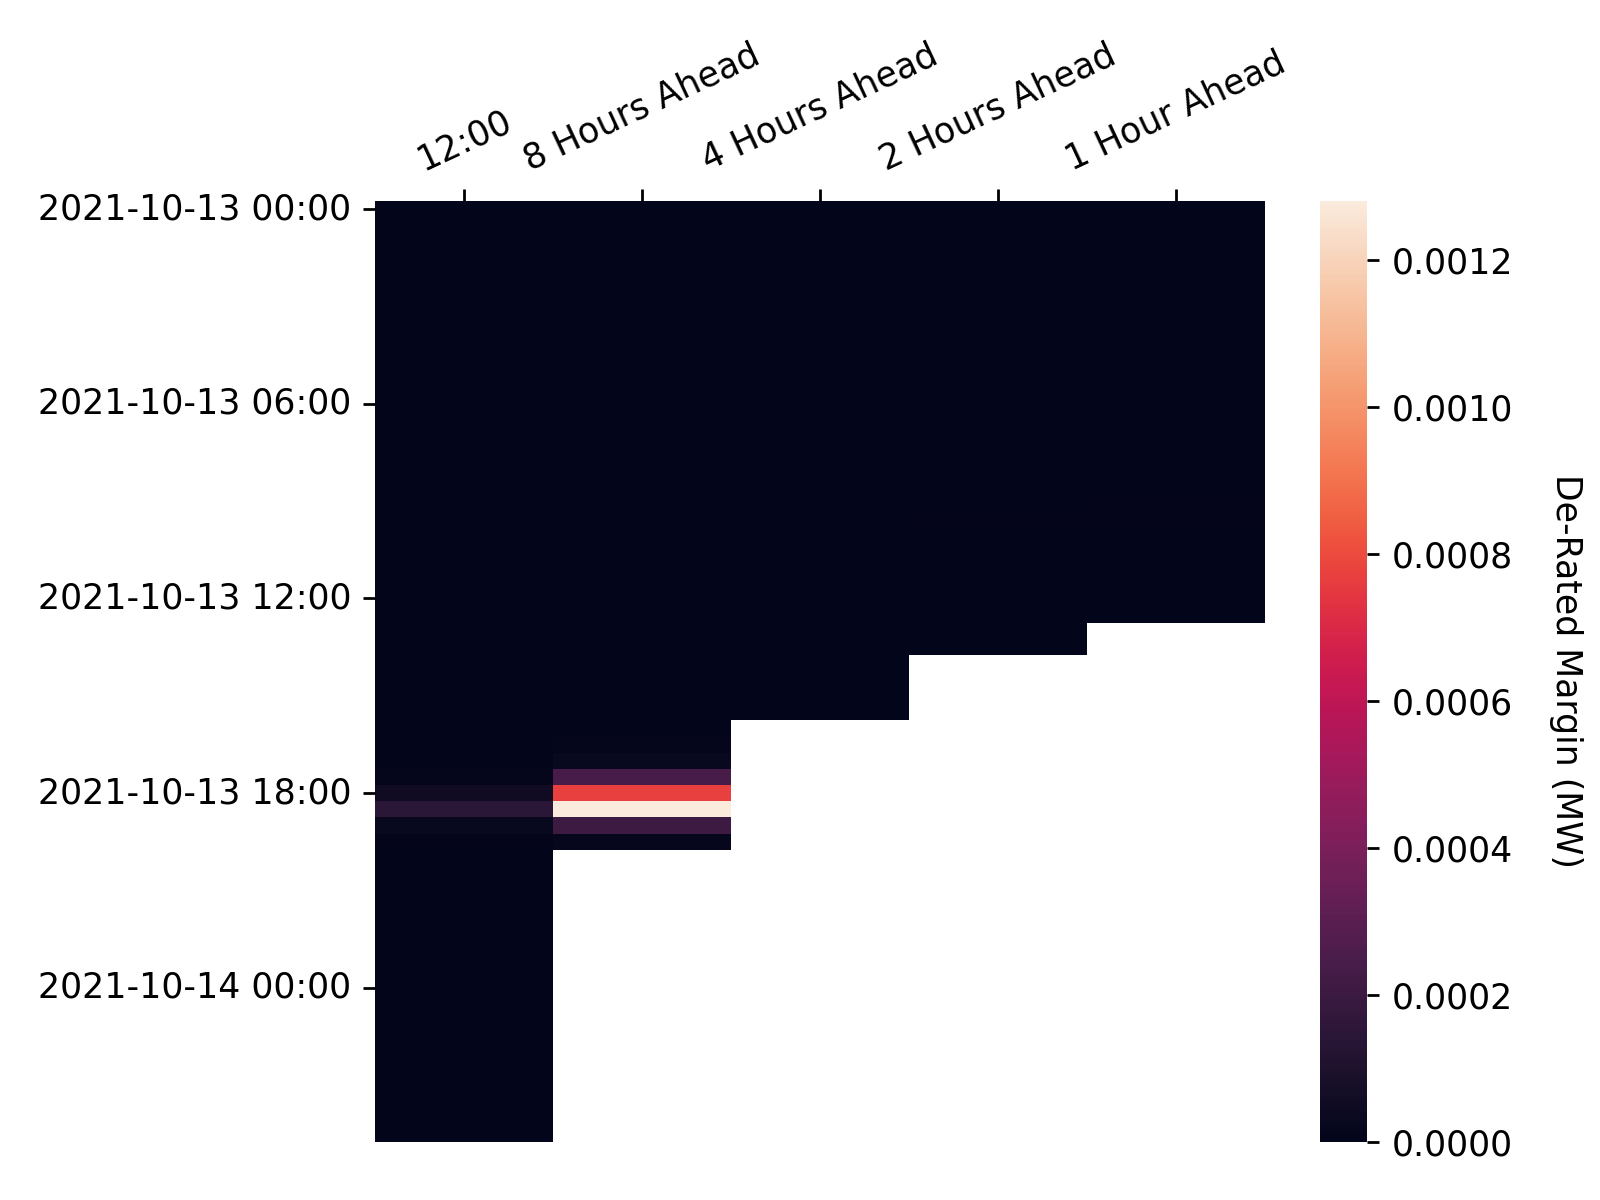 12:00
8 Hours Ahead
4 Hours Ahead
2 Hours Ahead
1 Hour Ahead
2021-10-13 00:00
2021-10-13 06:00
2021-10-13 12:00
2021-10-13 18:00
2021-10-14 00:00
0.0012
0.0010
0.0008
0.0006
0.0004
0.0002
0.0000
De-Rated Margin (MW)